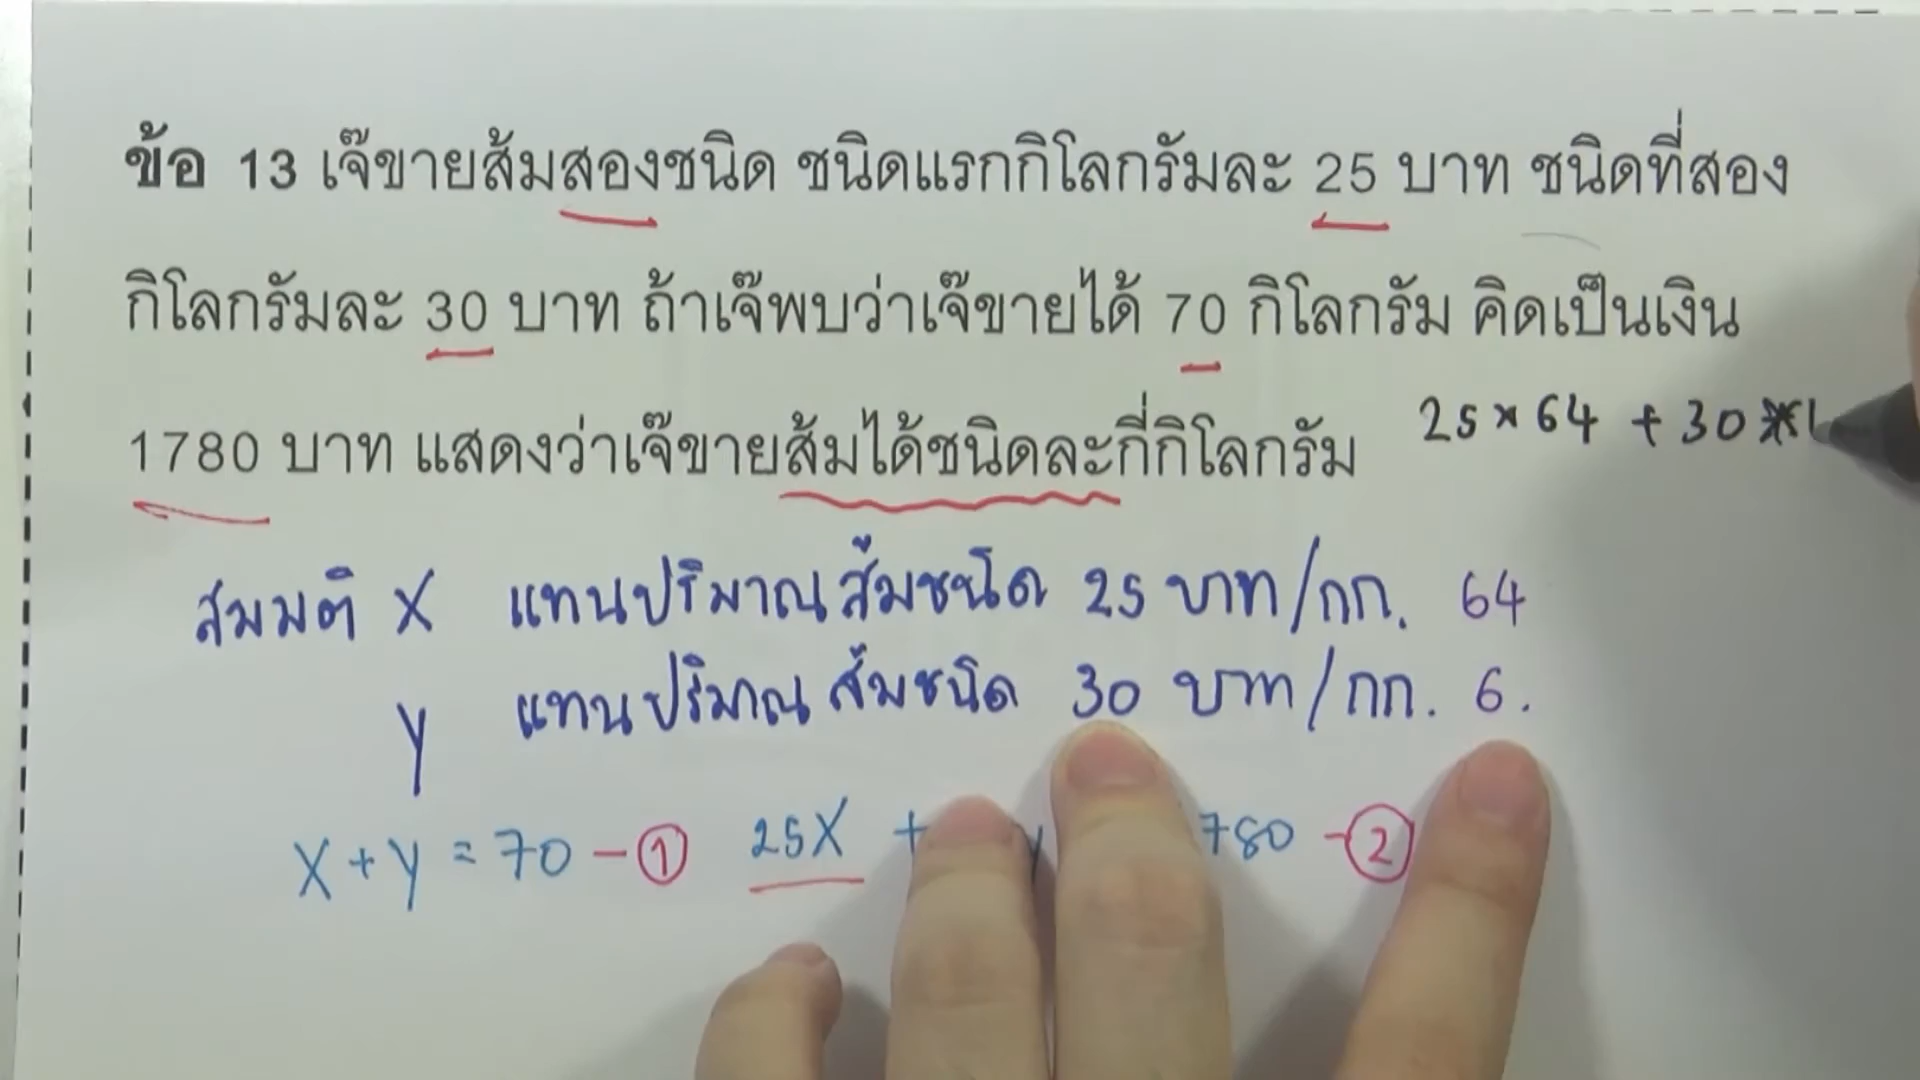 ข้อ 13 เจ๊ขายส้มสองชนิด ชนิดแรกกิโลกรัมละ 25 บาท ชนิดที่สอง
กิโลกรัมละ 30 บาท ถ้าเจ๊พบว่าเจ๊ขายได้ 70 กิโลกรัม คิดเป็นเงิน
1780 บาท แสดงว่าเจ๊ขายส้มได้ชนิดละกี่กิโลกรัม
25 × 64 + 30
สมมติ X แทนปริมาณส้มชนิด 25 บาท/กก. 64
y แทนปริมาณส้มชนิด 30 บาท/กก. 6.
X + y = 70 - ① 25X + y 780 - ②